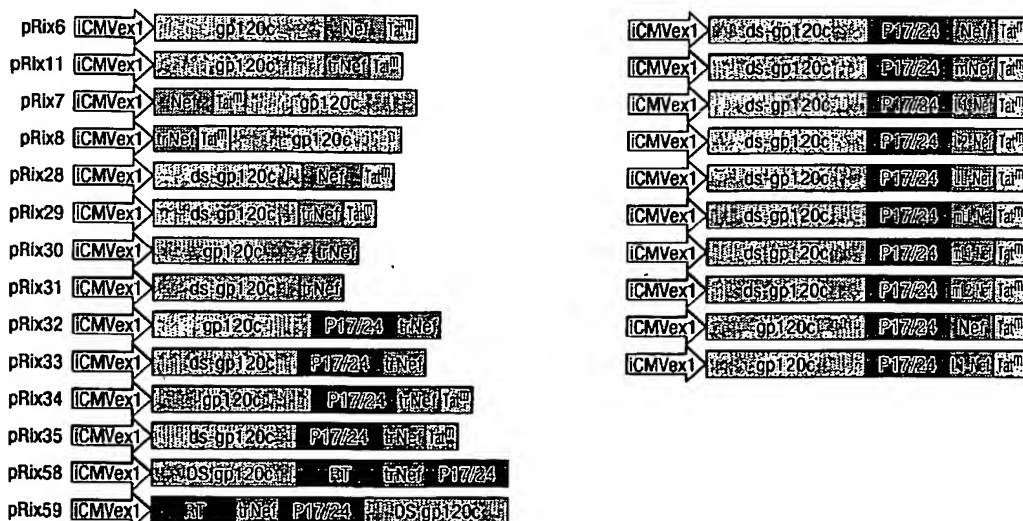 pRix6 iCMVex1 gp120c Nef Tat^m
pRix11 iCMVex1 gp120c trNef Tat^m
pRix7 iCMVex1 Nef Tat^m gp120c
pRix8 iCMVex1 trNef Tat^m gp120c
pRix28 iCMVex1 ds-gp120c Nef Tat^m
pRix29 iCMVex1 ds-gp120c trNef Tat^m
pRix30 iCMVex1 gp120c trNef
pRix31 iCMVex1 ds-gp120c trNef
pRix32 iCMVex1 gp120c P17/24 trNef
pRix33 iCMVex1 ds-gp120c P17/24 trNef
pRix34 iCMVex1 gp120c P17/24 trNef Tat^m
pRix35 iCMVex1 ds-gp120c P17/24 trNef Tat^m
pRix58 iCMVex1 OS gp120c RT trNef P17/24
pRix59 iCMVex1 RT trNef P17/24 OS gp120c
iCMVex1 ds-gp120c P17/24 Nef Tat^m
iCMVex1 ds-gp120c P17/24 mNef Tat^m
iCMVex1 ds-gp120c P17/24 Tat^m
iCMVex1 ds-gp120c P17/24 Tat^m
iCMVex1 ds-gp120c P17/24 Tat^m
iCMVex1 ds-gp120c P17/24 Tat^m
iCMVex1 ds-gp120c P17/24 Tat^m
iCMVex1 ds-gp120c P17/24 Tat^m
iCMVex1 gp120c P17/24 Nef Tat^m
iCMVex1 gp120c P17/24 Tat^m